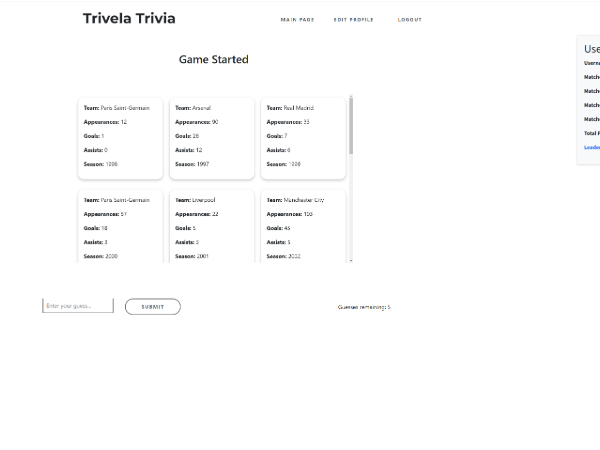 Trivela Trivia
MAIN PAGE EDIT PROFILE LOGOUT
Game Started
Team: Paris Saint-Germain
Appearances: 12
Goals: 1
Assists: 0
Season: 1996
Team: Arsenal
Appearances: 90
Goals: 28
Assists: 12
Season: 1997
Team: Real Madrid
Appearances: 33
Goals: 7
Assists: 6
Season: 1999
Team: Paris Saint-Germain
Appearances: 57
Goals: 18
Assists: 3
Season: 2000
Team: Liverpool
Appearances: 22
Goals: 5
Assists: 3
Season: 2001
Team: Manchester City
Appearances: 103
Goals: 45
Assists: 5
Season: 2002
Enter your guess...
SUBMIT
Guesses remaining: 5
Use
Userna
Matche
Matche
Matche
Matche
Total P
Leader